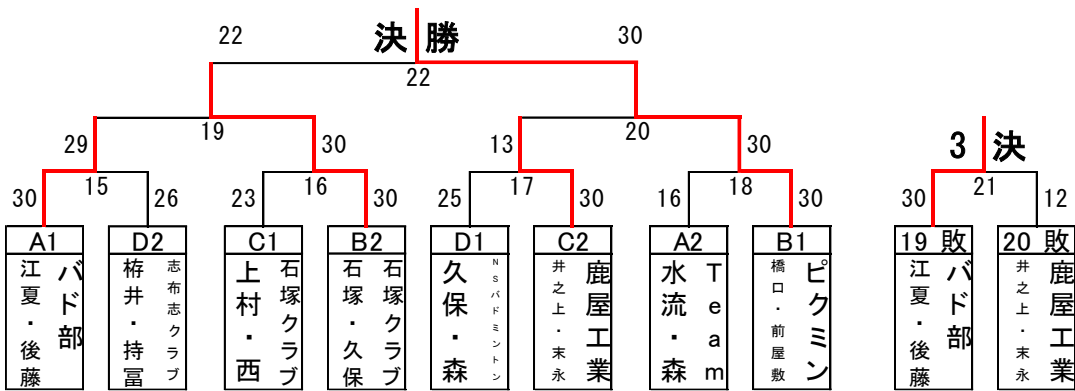 22 決勝 30
22
29 19 30 13 20 30 3決
30 15 26 23 16 30 25 17 30 16 18 30 30 21 12
A1 D2 C1 B2 D1 C2 A2 B1 19敗 20敗
バド部
江夏・後藤
志布志クラブ
栫井・持冨
石塚クラブ
上村・西
石塚クラブ
石塚・久保
NSバドミントン
久保・森
鹿屋工業
井之上・末永
Team
水流・森
ピクミン
橋口・前屋敷
バド部
江夏・後藤
鹿屋工業
井之上・末永